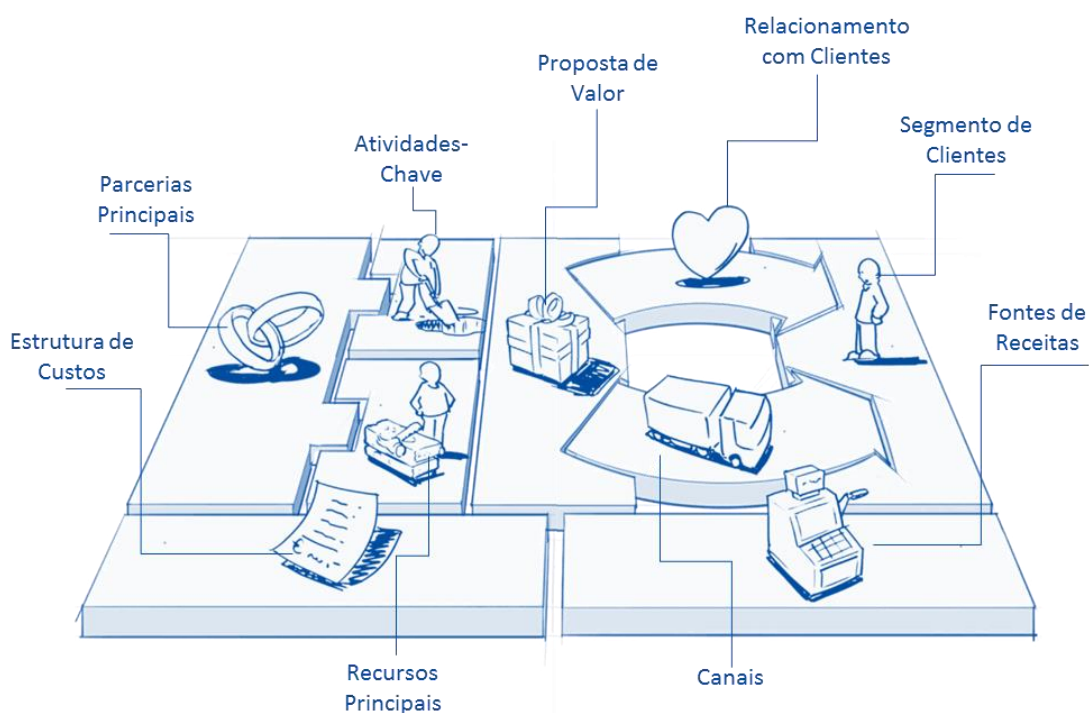 Relacionamento
com Clientes
Proposta de
Valor
Segmento de
Clientes
Atividades-
Chave
Parcerias
Principais
Fontes de
Receitas
Estrutura de
Custos
Recursos
Principais
Canais